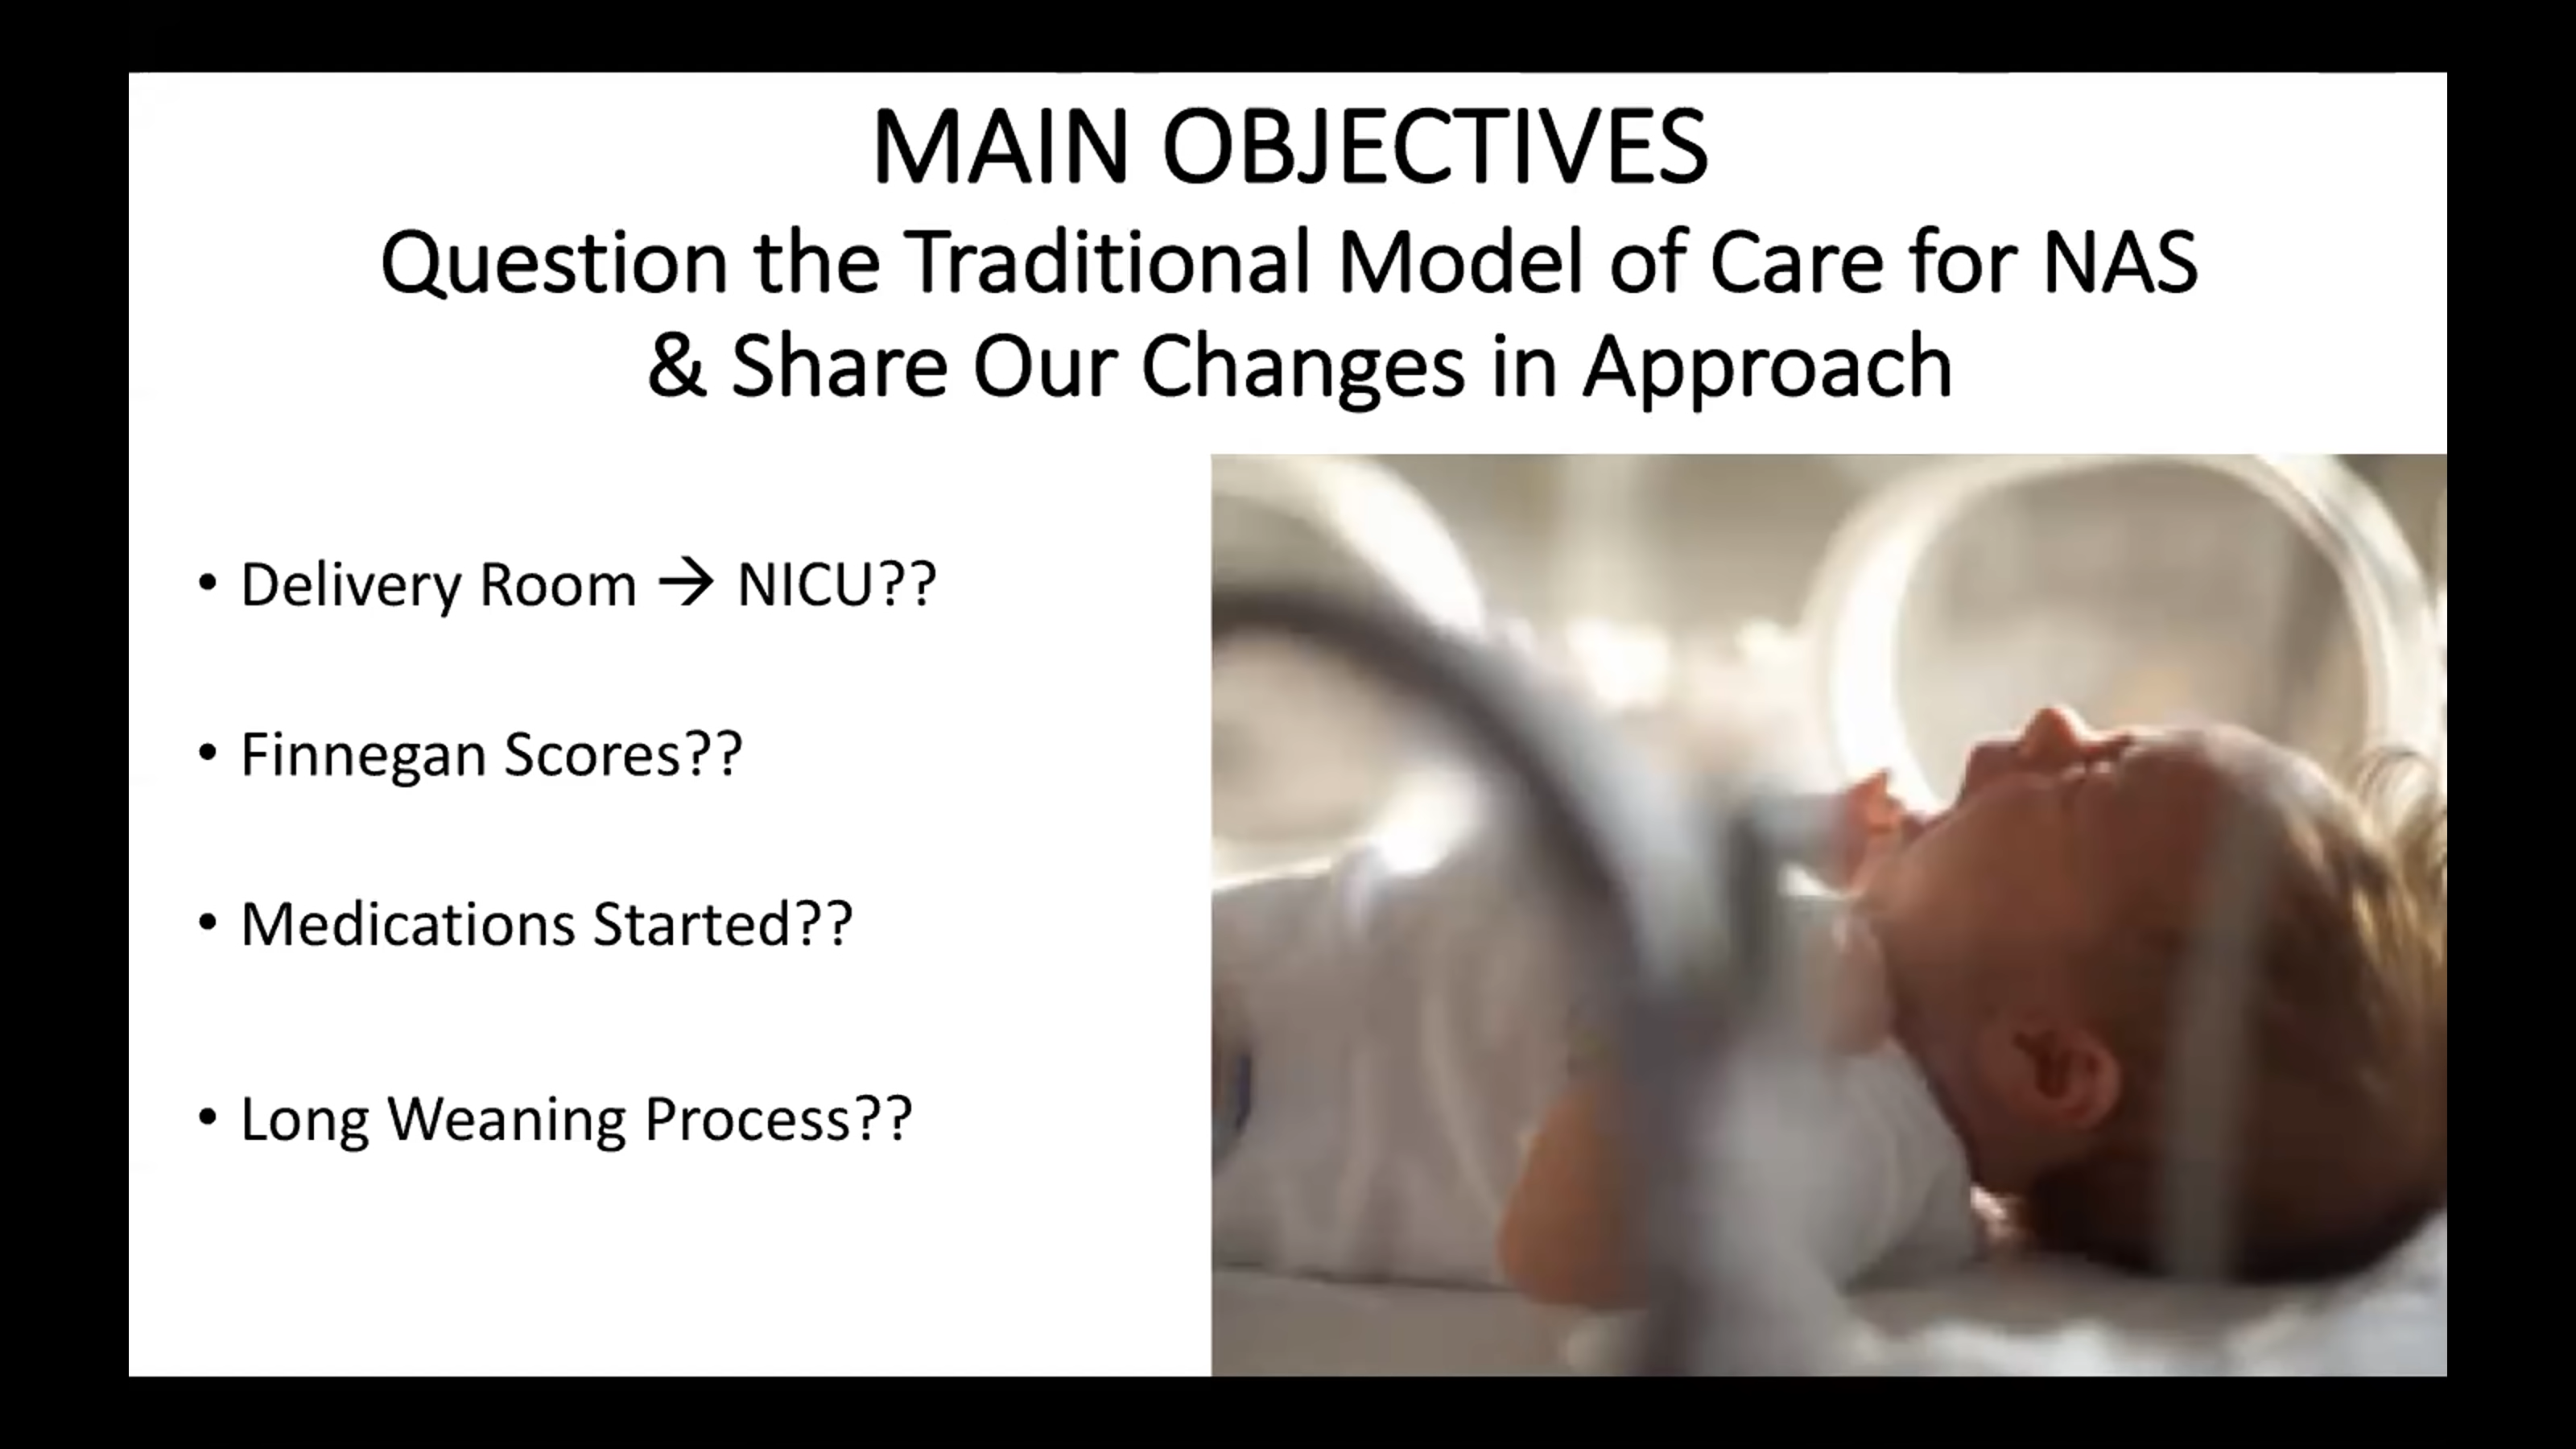 MAIN OBJECTIVES
Question the Traditional Model of Care for NAS
& Share Our Changes in Approach
• Delivery Room → NICU??
• Finnegan Scores??
• Medications Started??
• Long Weaning Process??